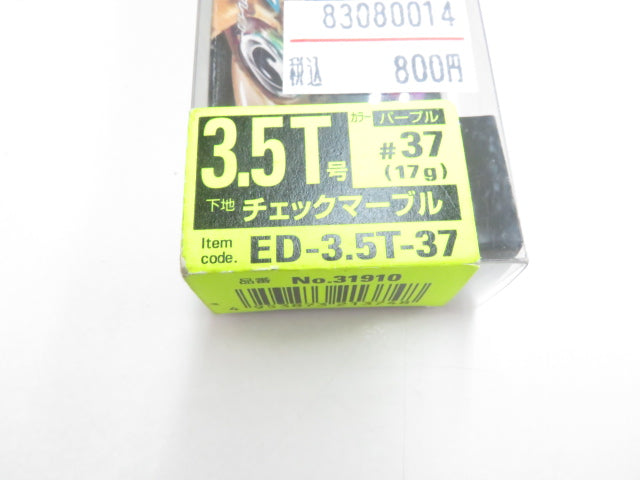 83080014
税込 800円
3.5T号
カラー パープル
#37
(17g)
下地 チェックマーブル
Item code. ED-3.5T-37
品番 No.31910